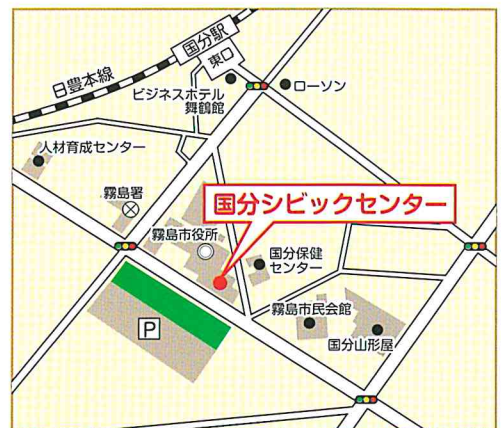 国分駅
東口
日豊本線
ビジネスホテル
舞鶴館
ローソン
人材育成センター
霧島署
国分シビックセンター
霧島市役所
国分保健
センター
霧島市民会館
国分山形屋
P